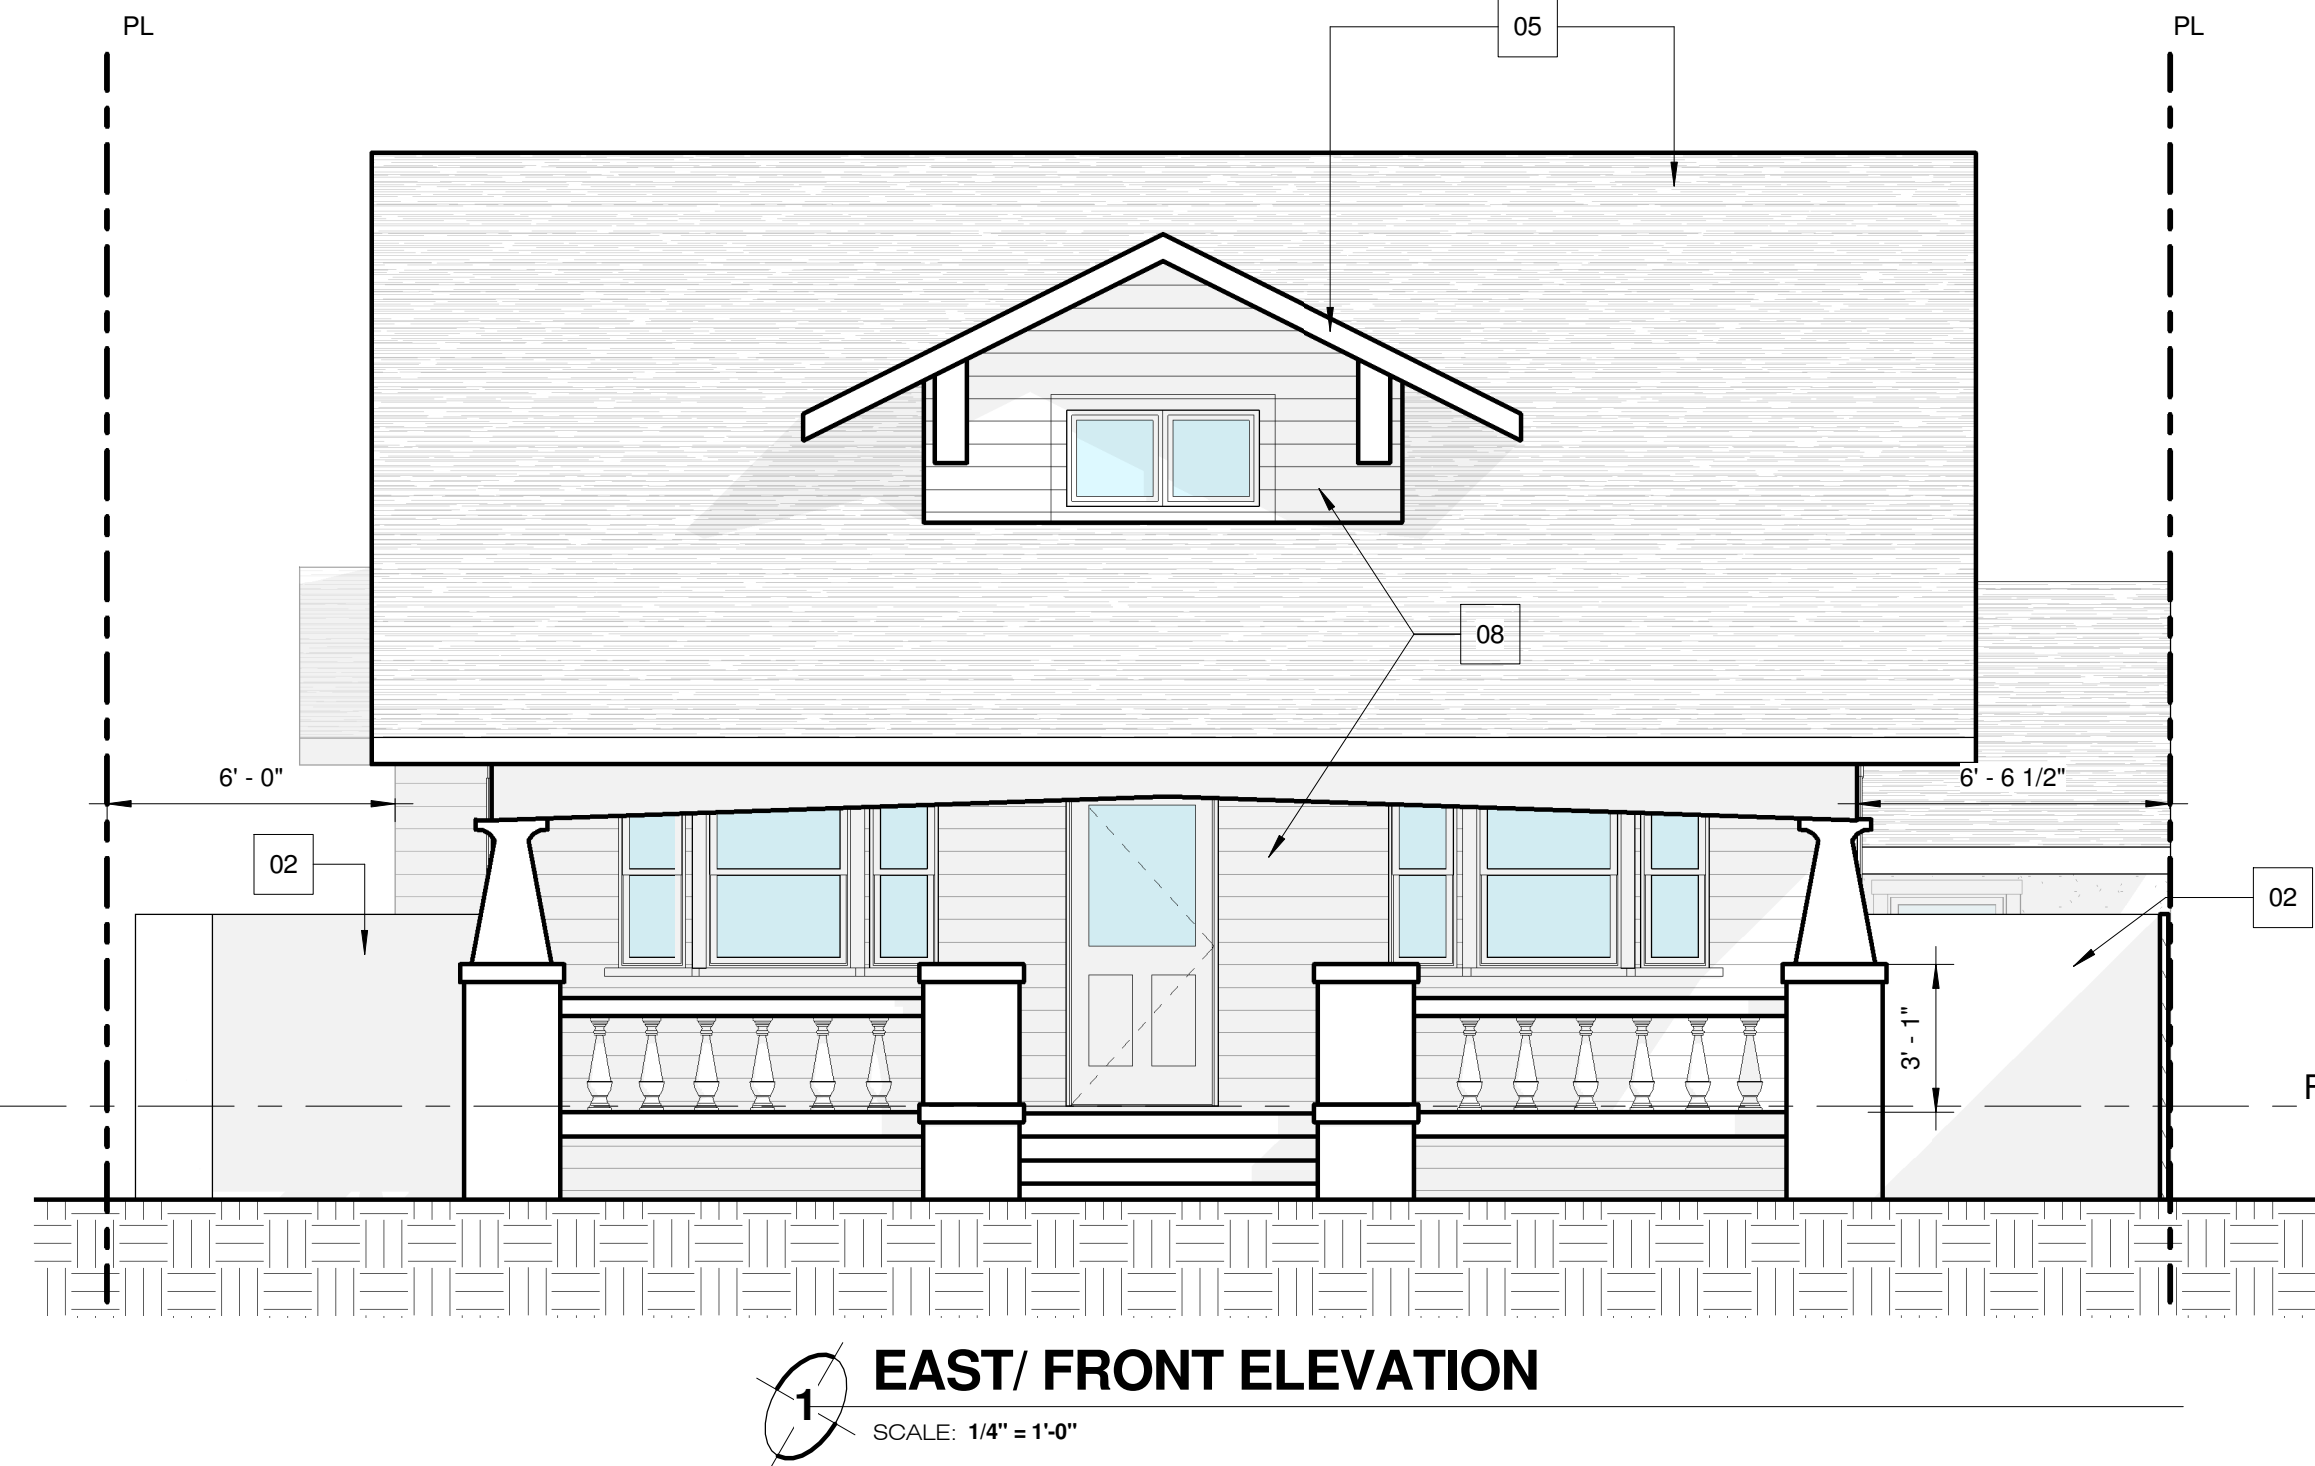 PL
05
PL
08
6' - 0"
6' - 6 1/2"
02
02
3' - 1"
F
1
EAST/ FRONT ELEVATION
SCALE: 1/4" = 1'-0"